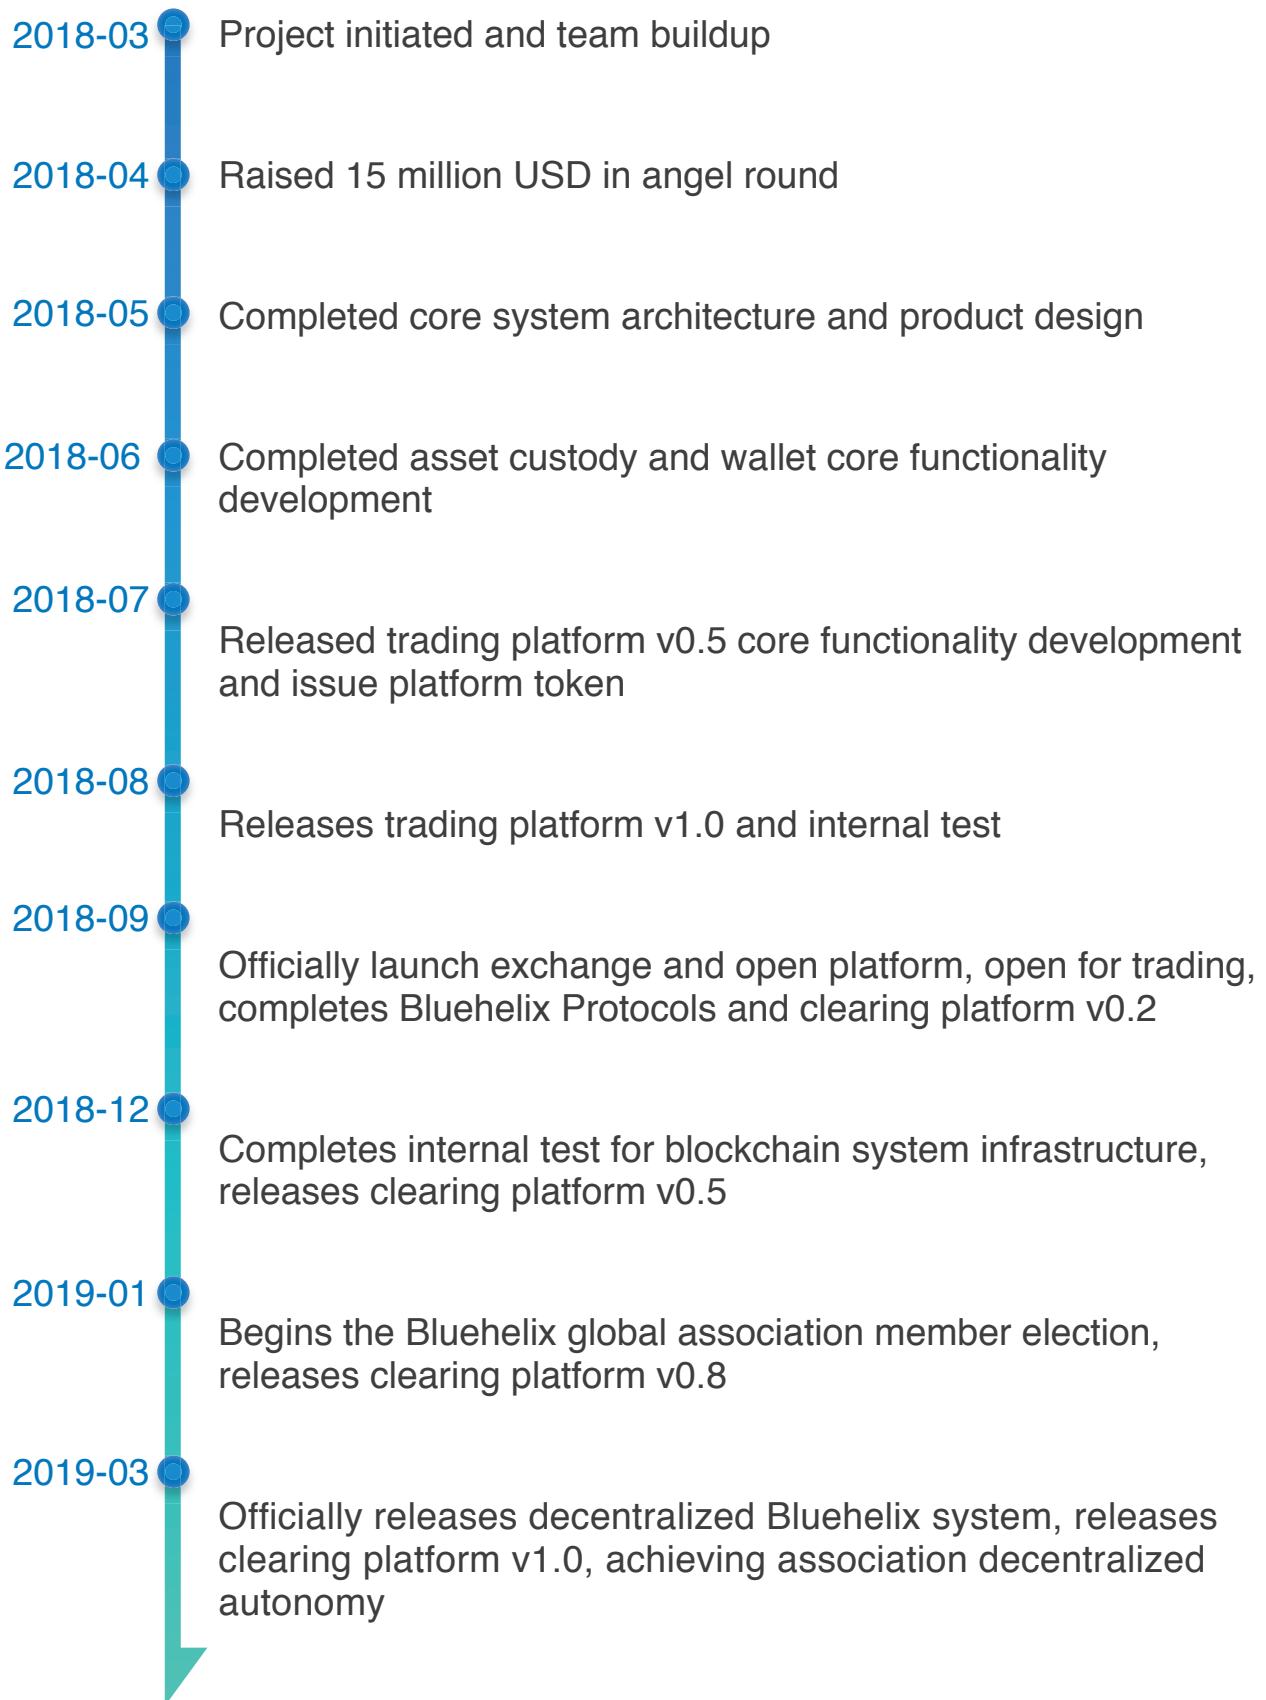 2018-03 Project initiated and team buildup
2018-04 Raised 15 million USD in angel round
2018-05 Completed core system architecture and product design
2018-06 Completed asset custody and wallet core functionality
development
2018-07
Released trading platform v0.5 core functionality development
and issue platform token
2018-08
Releases trading platform v1.0 and internal test
2018-09
Officially launch exchange and open platform, open for trading,
completes Bluehelix Protocols and clearing platform v0.2
2018-12
Completes internal test for blockchain system infrastructure,
releases clearing platform v0.5
2019-01
Begins the Bluehelix global association member election,
releases clearing platform v0.8
2019-03
Officially releases decentralized Bluehelix system, releases
clearing platform v1.0, achieving association decentralized
autonomy